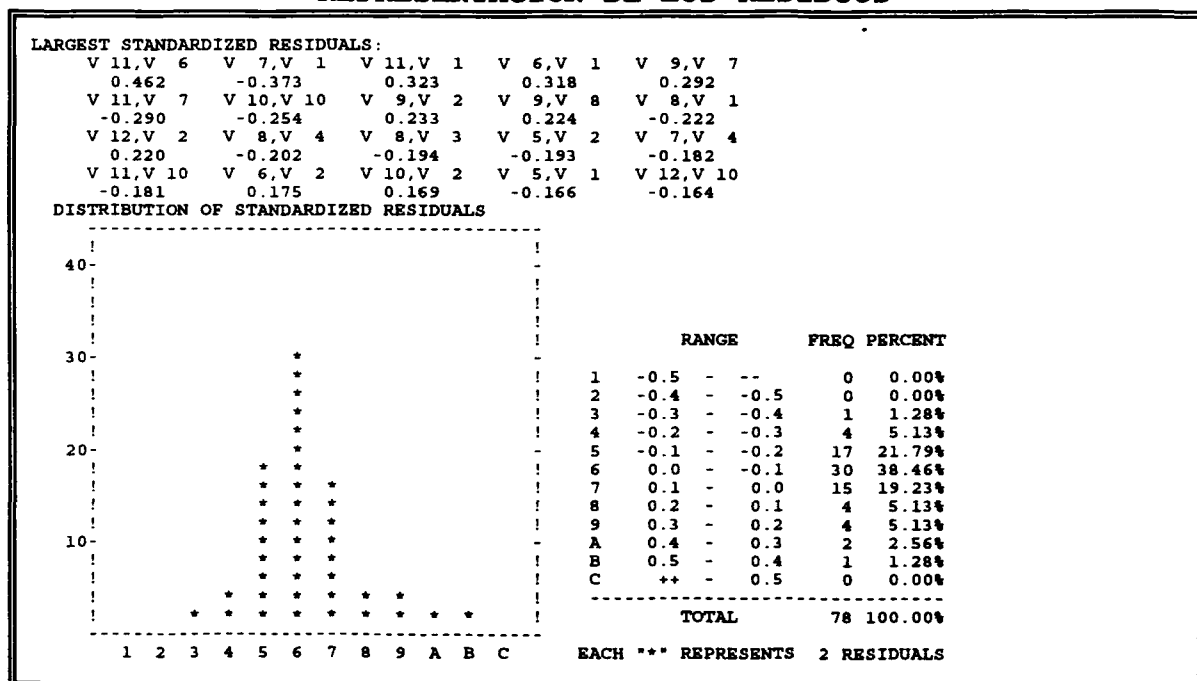 LARGEST STANDARDIZED RESIDUALS:
V 11,V 6 V 7,V 1 V 11,V 1 V 6,V 1 V 9,V 7
0.462 -0.373 0.323 0.318 0.292
V 11,V 7 V 10,V 10 V 9,V 2 V 9,V 8 V 8,V 1
-0.290 -0.254 0.233 0.224 -0.222
V 12,V 2 V 8,V 4 V 8,V 3 V 5,V 2 V 7,V 4
0.220 -0.202 -0.194 -0.193 -0.182
V 11,V 10 V 6,V 2 V 10,V 2 V 5,V 1 V 12,V 10
-0.181 0.175 0.169 -0.166 -0.164
DISTRIBUTION OF STANDARDIZED RESIDUALS
40-
30-
20-
10-
1 2 3 4 5 6 7 8 9 A B C
RANGE FREQ PERCENT
1 -0.5 - -- 0 0.00%
2 -0.4 - -0.5 0 0.00%
3 -0.3 - -0.4 1 1.28%
4 -0.2 - -0.3 4 5.13%
5 -0.1 - -0.2 17 21.79%
6 0.0 - -0.1 30 38.46%
7 0.1 - 0.0 15 19.23%
8 0.2 - 0.1 4 5.13%
9 0.3 - 0.2 4 5.13%
A 0.4 - 0.3 2 2.56%
B 0.5 - 0.4 1 1.28%
C ++ - 0.5 0 0.00%
TOTAL 78 100.00%
EACH "*" REPRESENTS 2 RESIDUALS